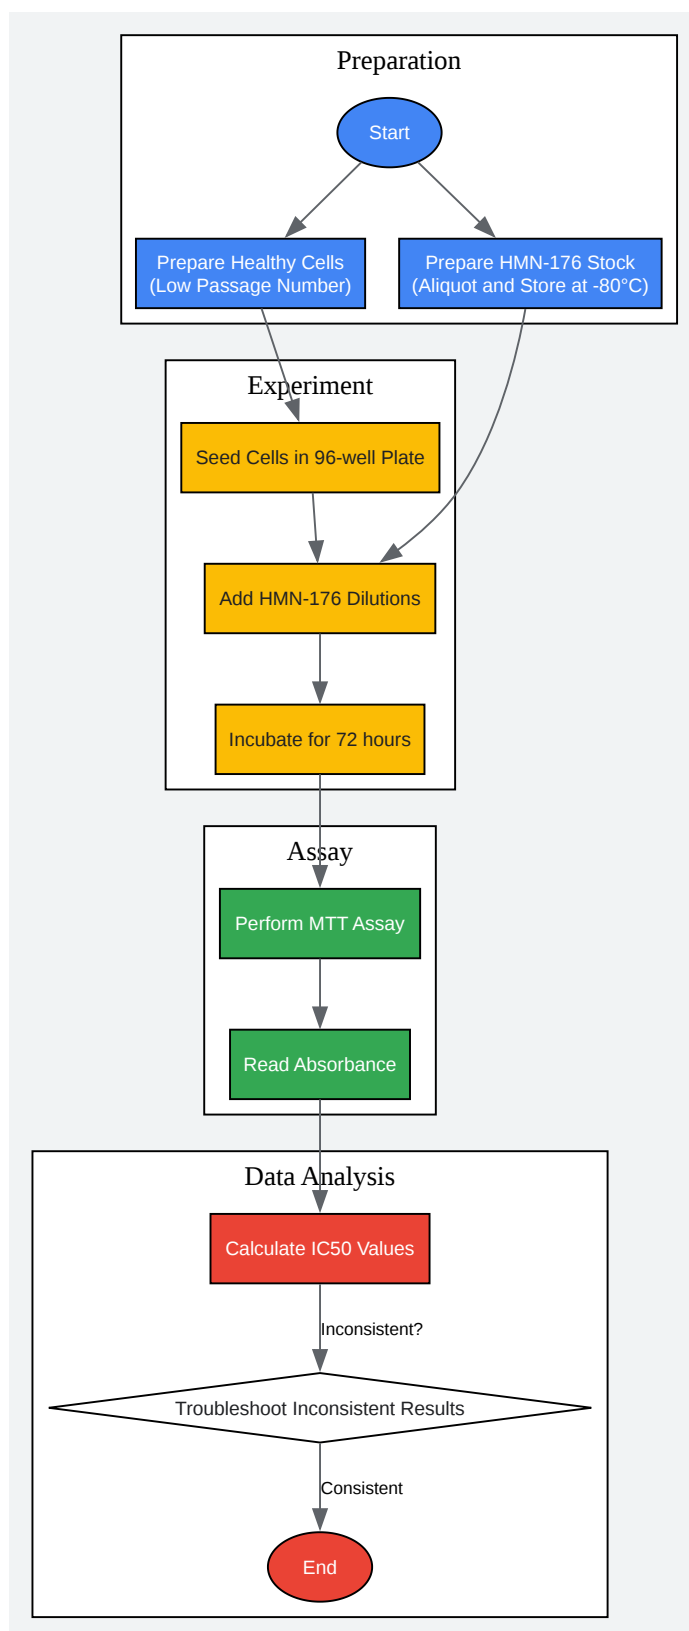 Preparation
Start
Prepare Healthy Cells
(Low Passage Number)
Prepare HMN-176 Stock
(Aliquot and Store at -80°C)
Experiment
Seed Cells in 96-well Plate
Add HMN-176 Dilutions
Incubate for 72 hours
Assay
Perform MTT Assay
Read Absorbance
Data Analysis
Calculate IC50 Values
Inconsistent?
Troubleshoot Inconsistent Results
Consistent
End